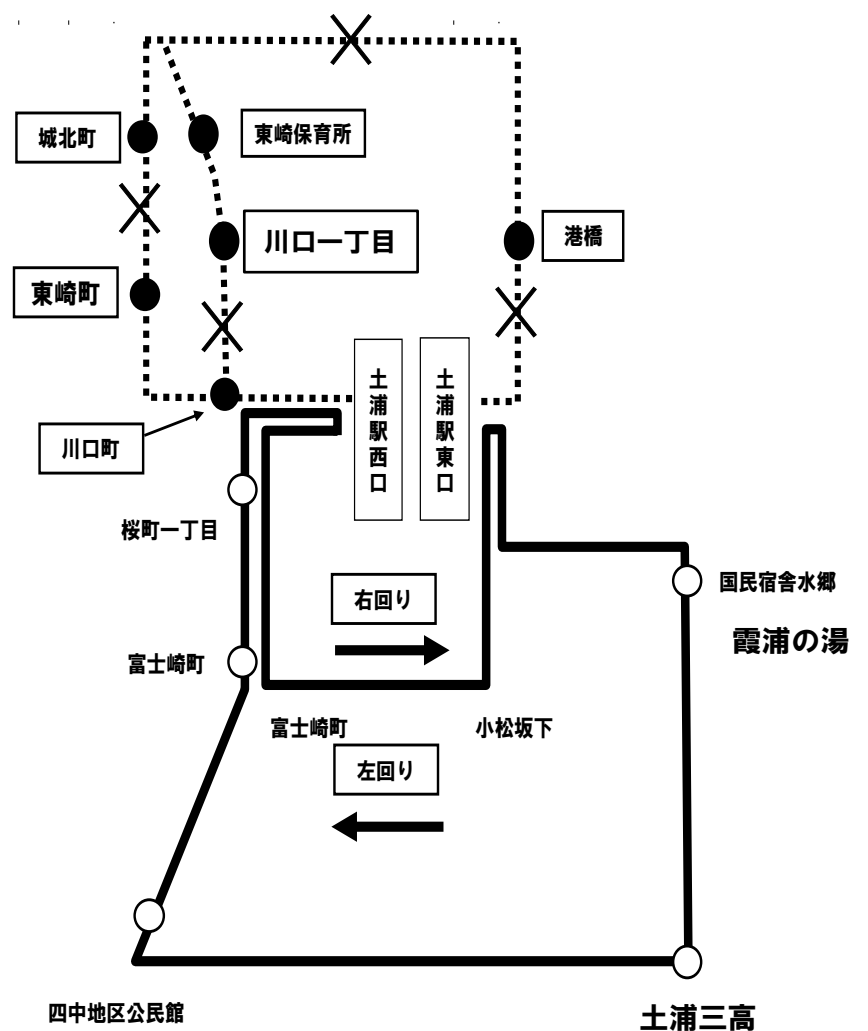 城北町
東崎保育所
川口一丁目
港橋
東崎町
土浦駅西口
土浦駅東口
川口町
桜町一丁目
右回り
国民宿舎水郷
霞浦の湯
富士崎町
富士崎町
小松坂下
左回り
四中地区公民館
土浦三高